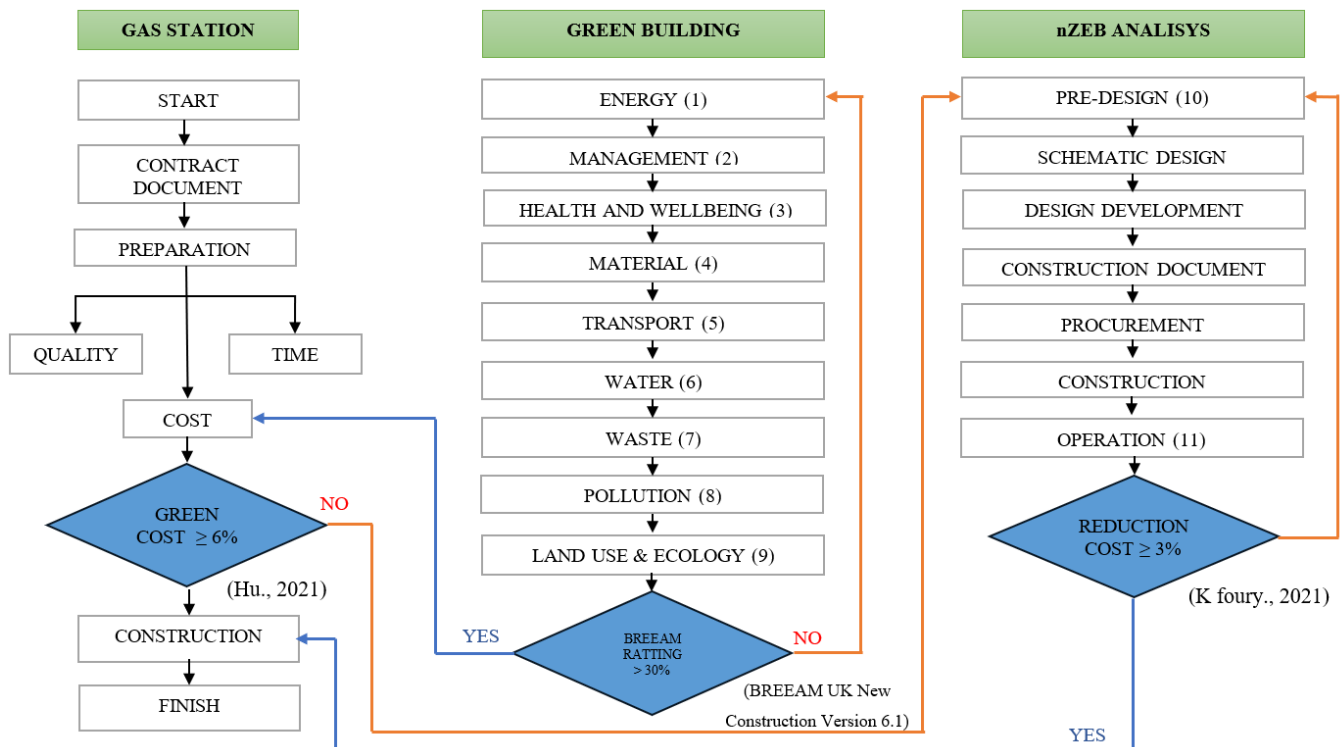 GAS STATION
START
CONTRACT
DOCUMENT
PREPARATION
QUALITY
TIME
COST
GREEN
COST ≥ 6%
NO
(Hu., 2021)
CONSTRUCTION
FINISH
GREEN BUILDING
ENERGY (1)
MANAGEMENT (2)
HEALTH AND WELLBEING (3)
MATERIAL (4)
TRANSPORT (5)
WATER (6)
WASTE (7)
POLLUTION (8)
LAND USE & ECOLOGY (9)
YES
BREEAM
RATTING
> 30%
NO
(BREEAM UK New
Construction Version 6.1)
nZEB ANALISYS
PRE-DESIGN (10)
SCHEMATIC DESIGN
DESIGN DEVELOPMENT
CONSTRUCTION DOCUMENT
PROCUREMENT
CONSTRUCTION
OPERATION (11)
REDUCTION
COST ≥ 3%
(K foury., 2021)
YES